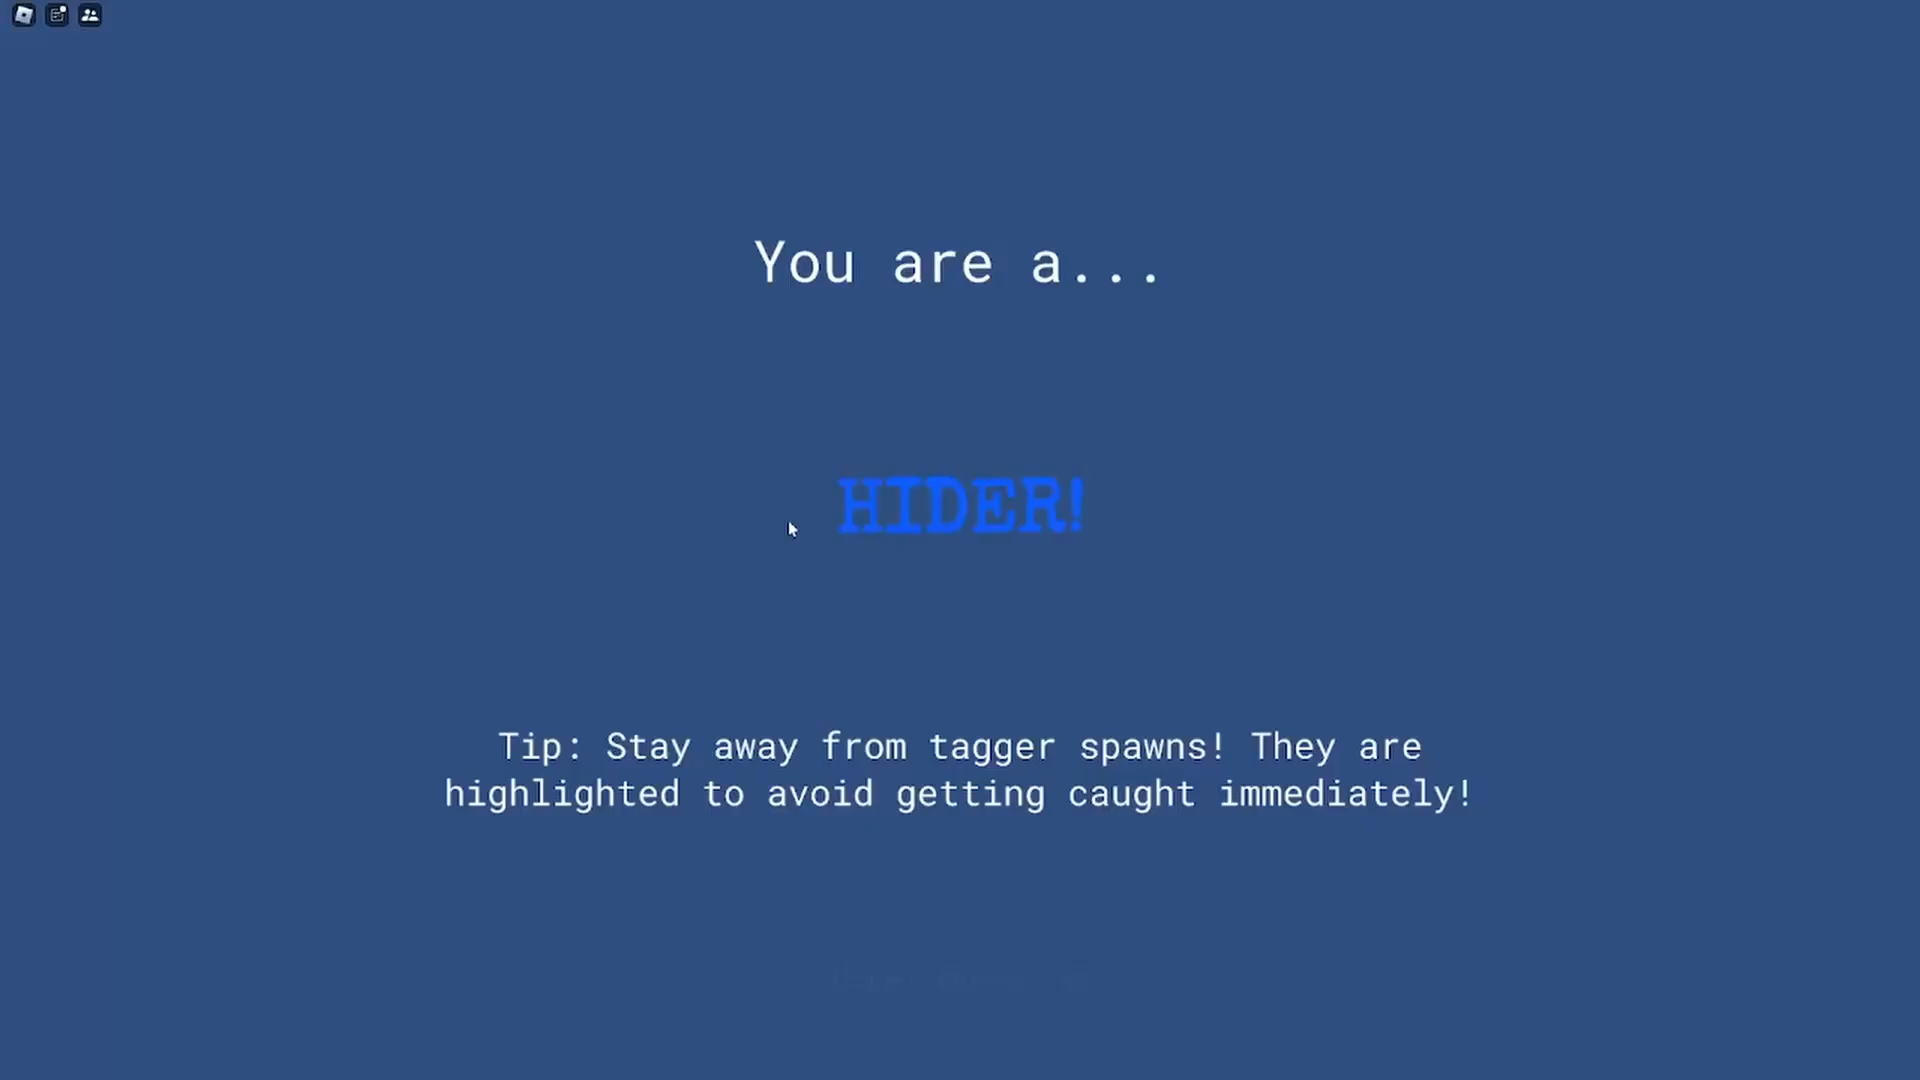 You are a...
HIDER!
Tip: Stay away from tagger spawns! They are
highlighted to avoid getting caught immediately!